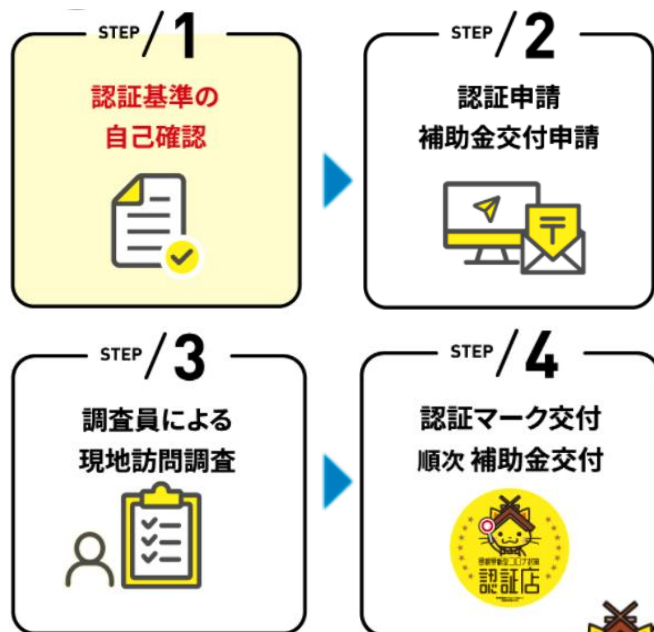 STEP/1
認証基準の
自己確認
STEP/2
認証申請
補助金交付申請
〒
STEP/3
調査員による
現地訪問調査
STEP/4
認証マーク交付
順次 補助金交付
認証店